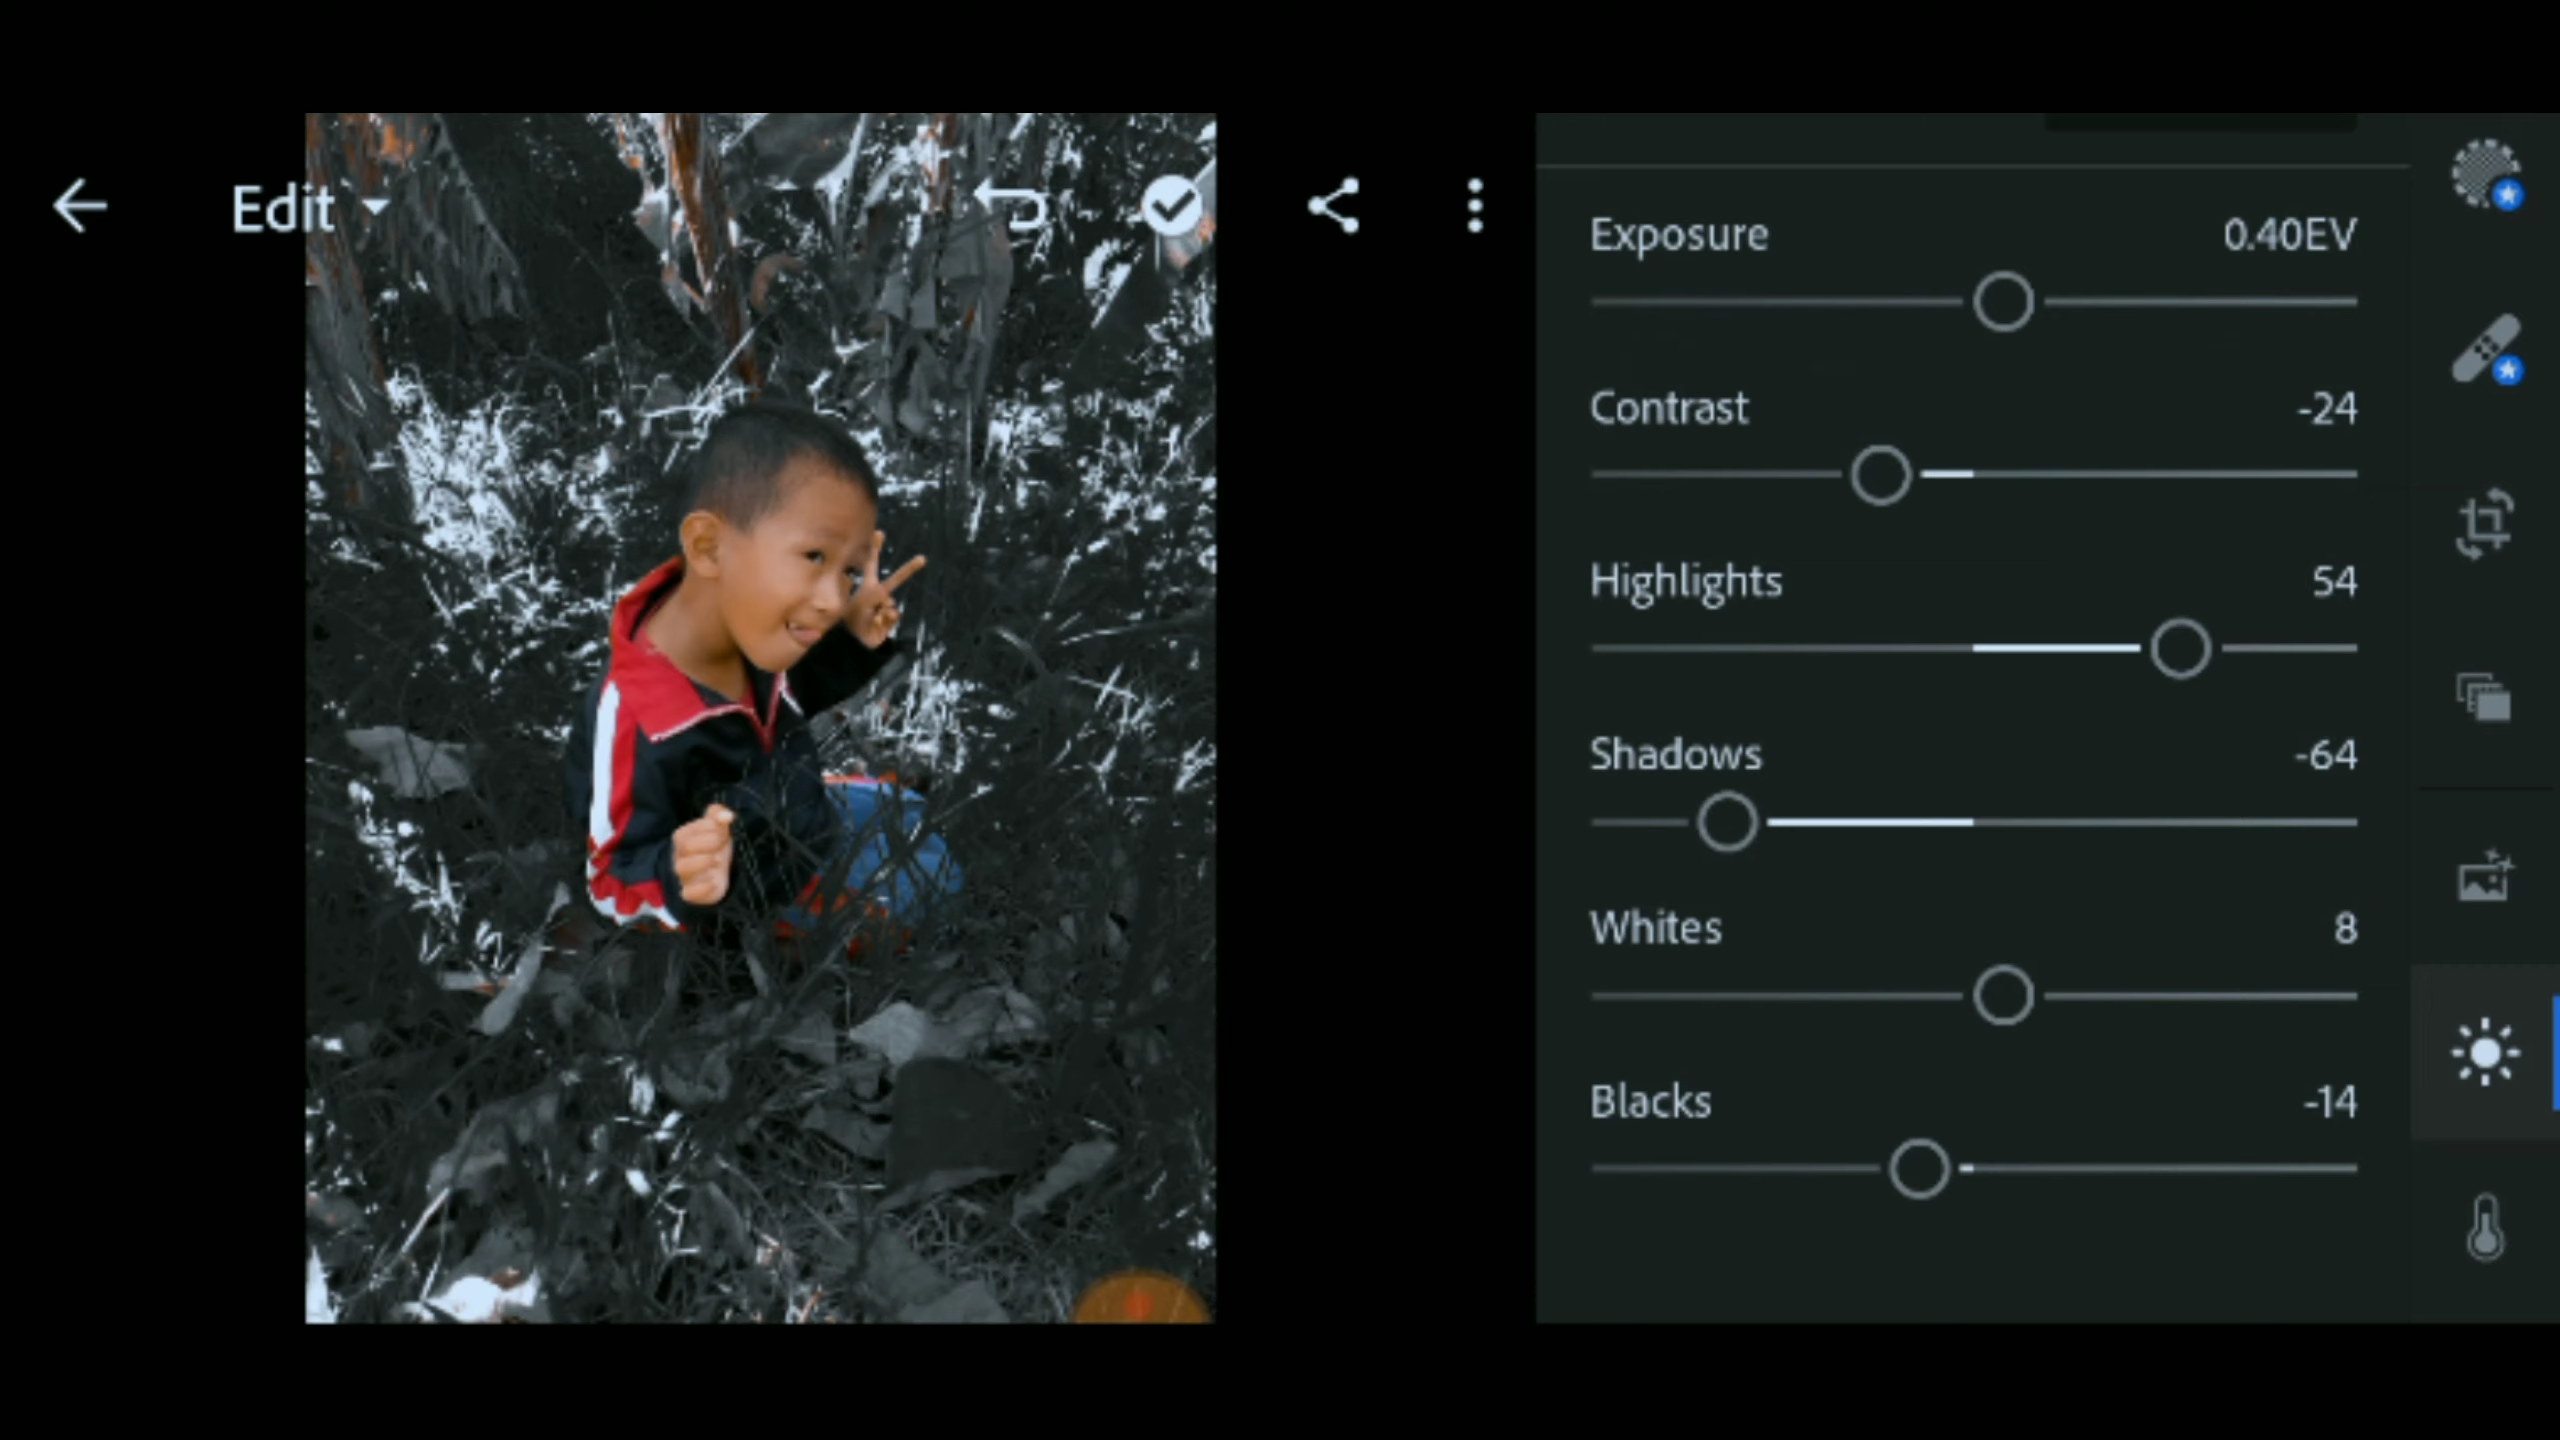 Edit
Exposure 0.40EV
Contrast -24
Highlights 54
Shadows -64
Whites 8
Blacks -14